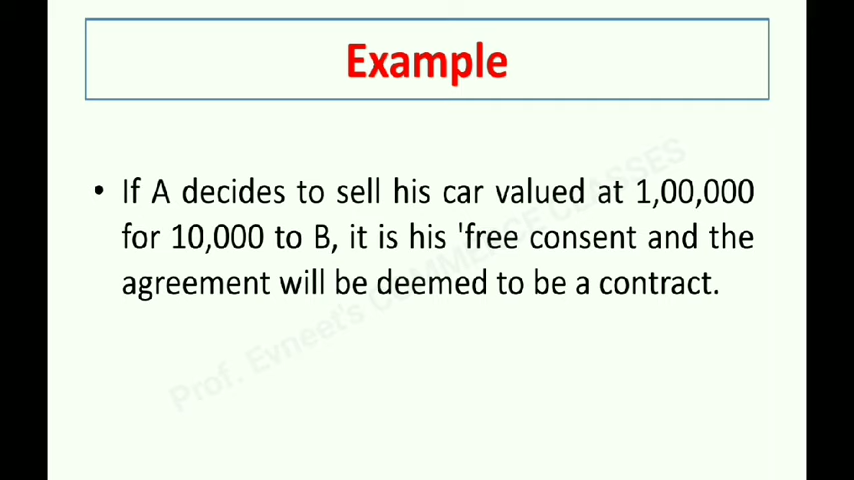 Example
• If A decides to sell his car valued at 1,00,000
for 10,000 to B, it is his 'free consent and the
agreement will be deemed to be a contract.
Prof. Evneet's COMMERCE CLASSES